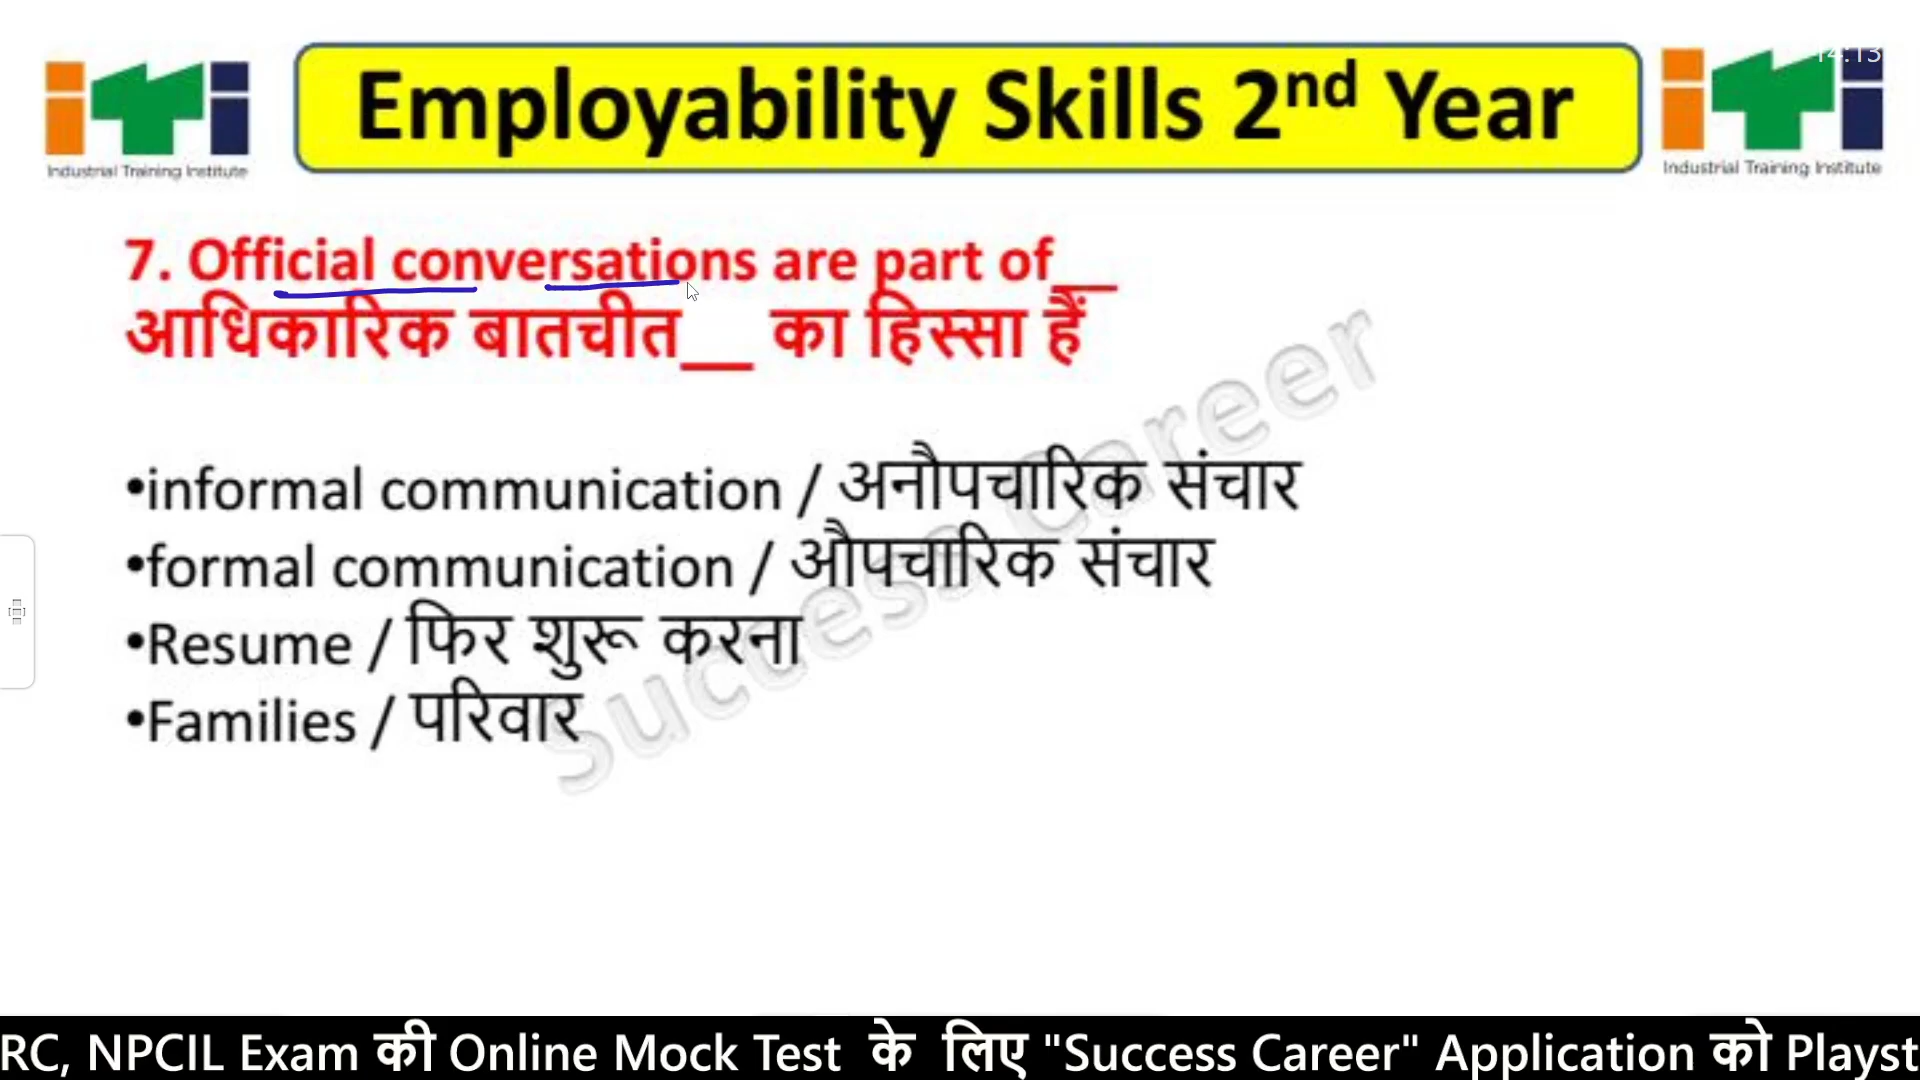 Employability Skills 2nd Year
14:13
Industrial Training Institute
Industrial Training Institute
7. Official conversations are part of__
आधिकारिक बातचीत__ का हिस्सा हैं
•informal communication / अनौपचारिक संचार
•formal communication / औपचारिक संचार
•Resume / फिर शुरू करना
•Families / परिवार
Success Career
RC, NPCIL Exam की Online Mock Test के लिए "Success Career" Application को Playst